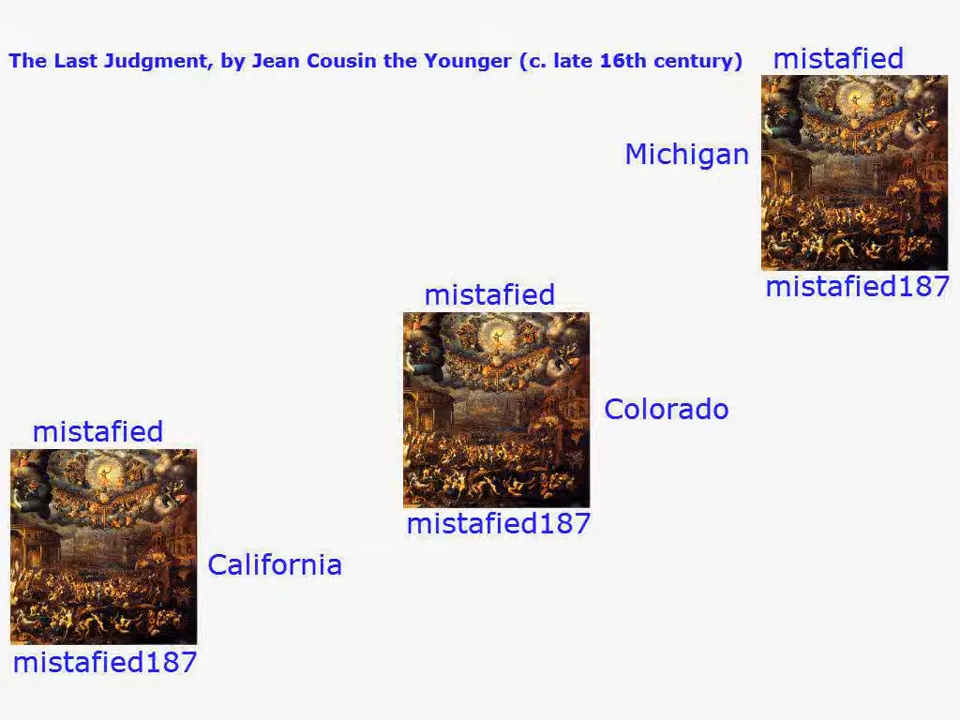 The Last Judgment, by Jean Cousin the Younger (c. late 16th century)
mistafied
Michigan
mistafied187
mistafied
Colorado
mistafied187
mistafied
California
mistafied187